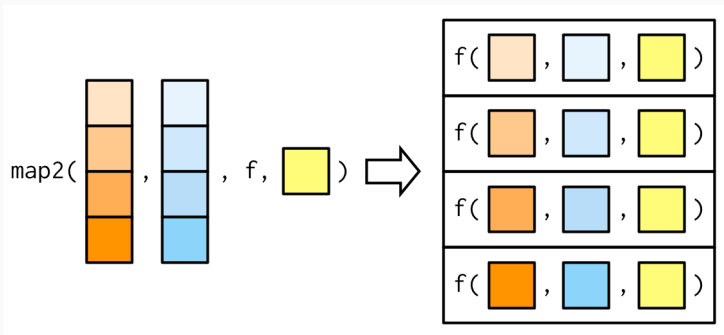 map2( , , f, )
f( , , )
f( , , )
f( , , )
f( , , )